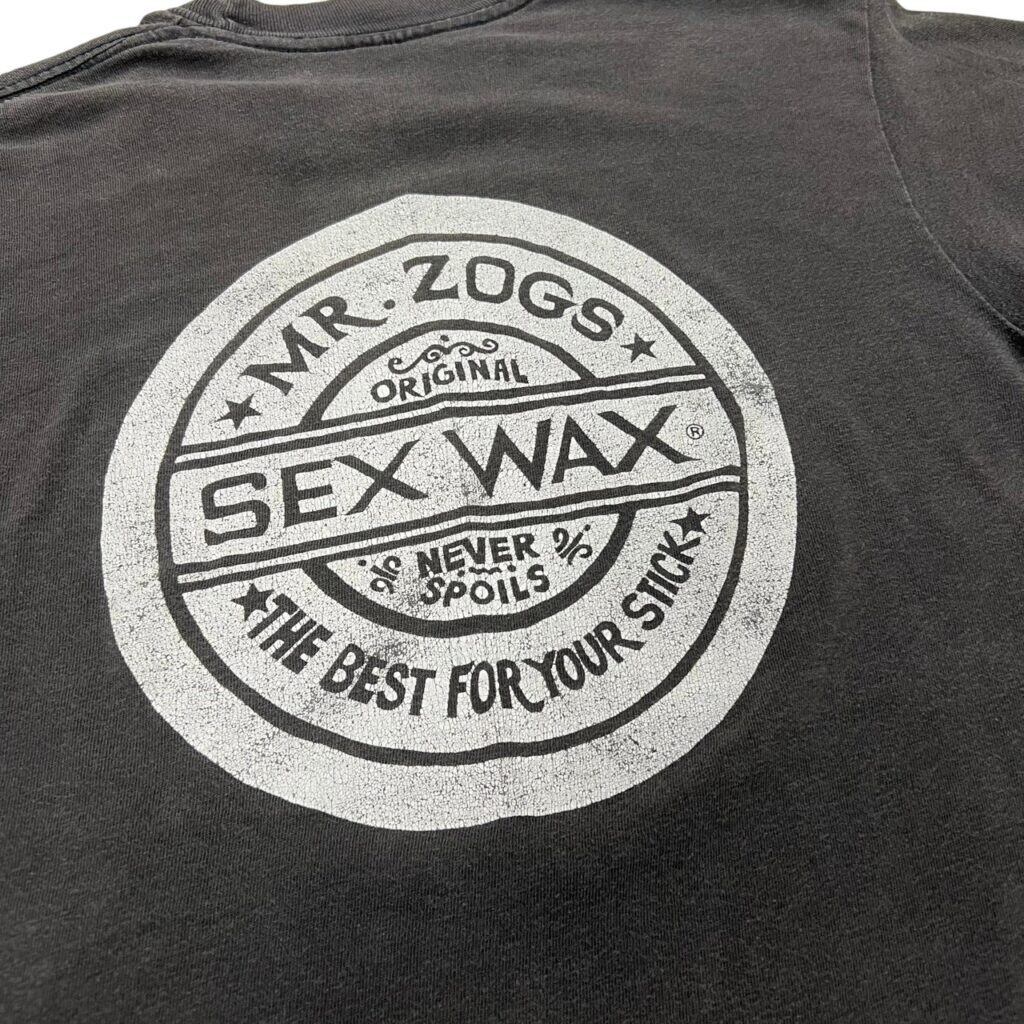 MR. ZOGS
ORIGINAL
SEX WAX®
NEVER
SPOILS
THE BEST FOR YOUR STICK